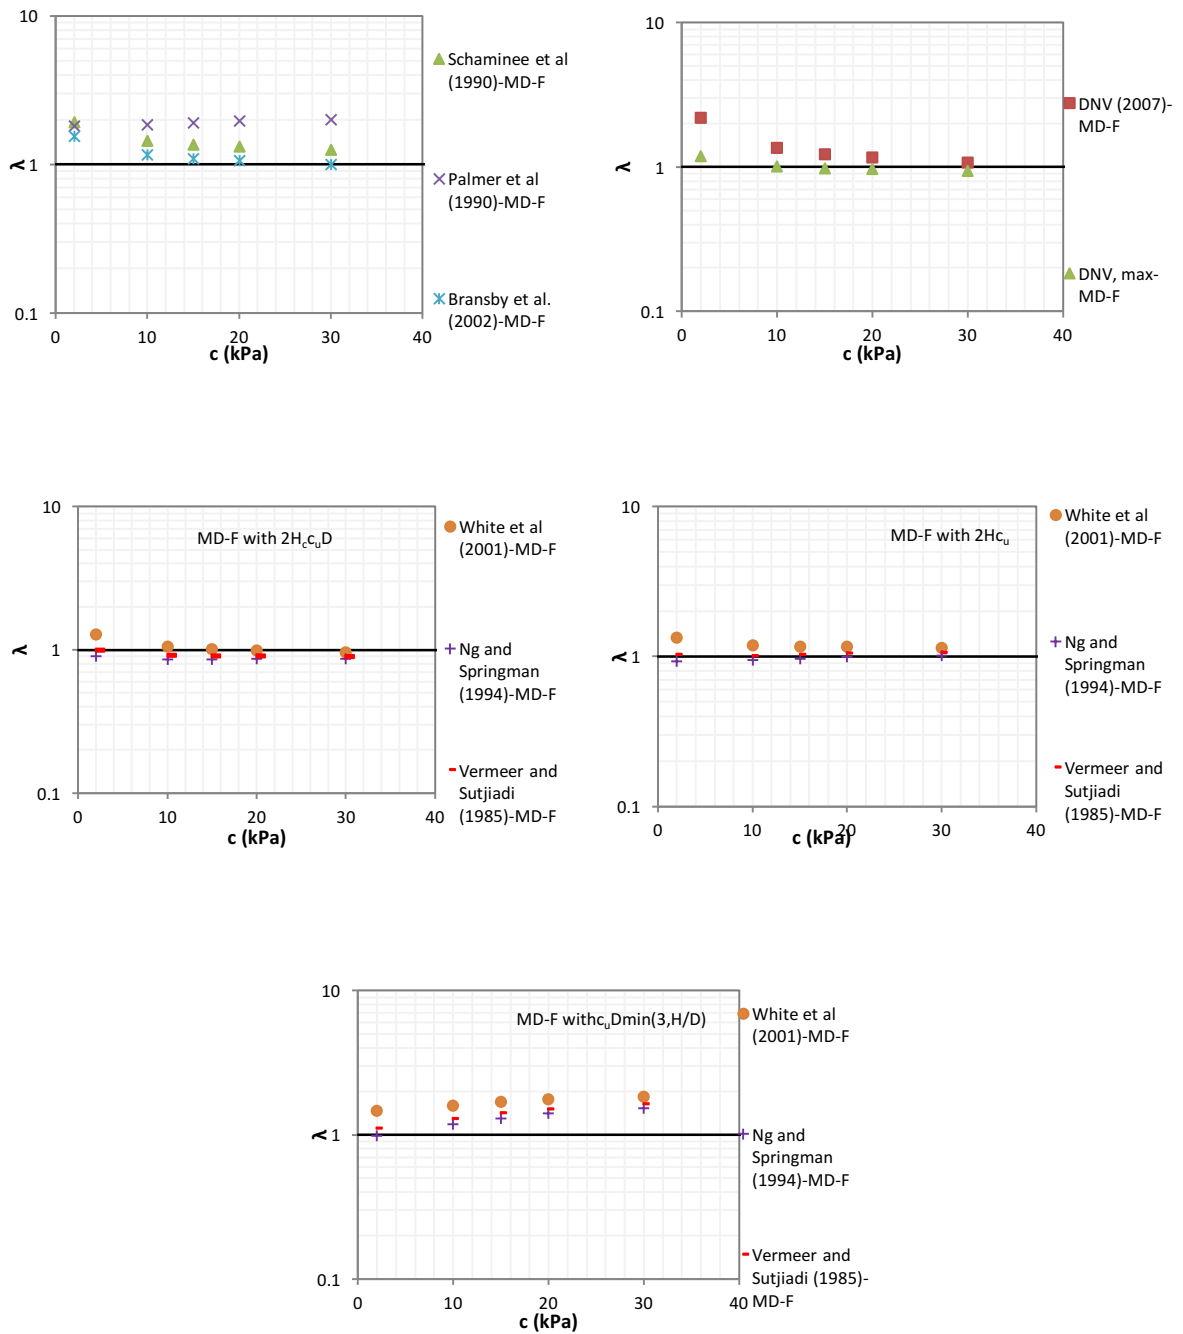 10
1
0.1
λ
0 10 20 30 40
c (kPa)
Schaminee et al
(1990)-MD-F
Palmer et al
(1990)-MD-F
Bransby et al.
(2002)-MD-F
10
1
0.1
λ
0 10 20 30 40
c (kPa)
DNV (2007)-
MD-F
DNV, max-
MD-F
10
1
0.1
λ
MD-F with 2H_cc_uD
0 10 20 30 40
c (kPa)
White et al
(2001)-MD-F
Ng and
Springman
(1994)-MD-F
Vermeer and
Sutjiadi
(1985)-MD-F
10
1
0.1
λ
MD-F with 2Hc_u
0 10 20 30 40
c (kPa)
White et al
(2001)-MD-F
Ng and
Springman
(1994)-MD-F
Vermeer and
Sutjiadi
(1985)-MD-F
10
1
0.1
λ
MD-F withc_uDmin(3,H/D)
0 10 20 30 40
c (kPa)
White et al
(2001)-MD-F
Ng and
Springman
(1994)-MD-F
Vermeer and
Sutjiadi (1985)-
MD-F